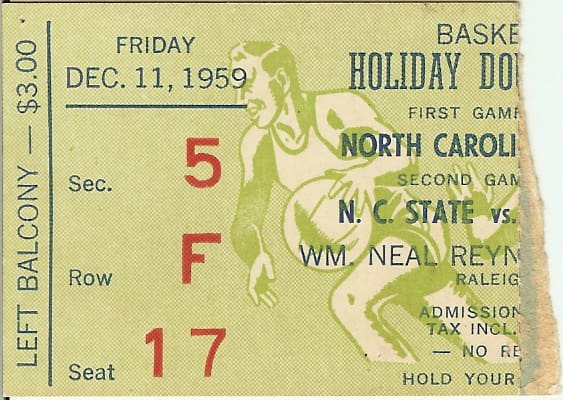 LEFT BALCONY — $3.00
FRIDAY
DEC. 11, 1959
Sec. 5
Row F
Seat 17
BASKE
HOLIDAY DOU
FIRST GAME
NORTH CAROLIN
SECOND GAM
N. C. STATE vs.
WM. NEAL REYN
RALEIG
ADMISSION
TAX INCL.
— NO RE
HOLD YOUR